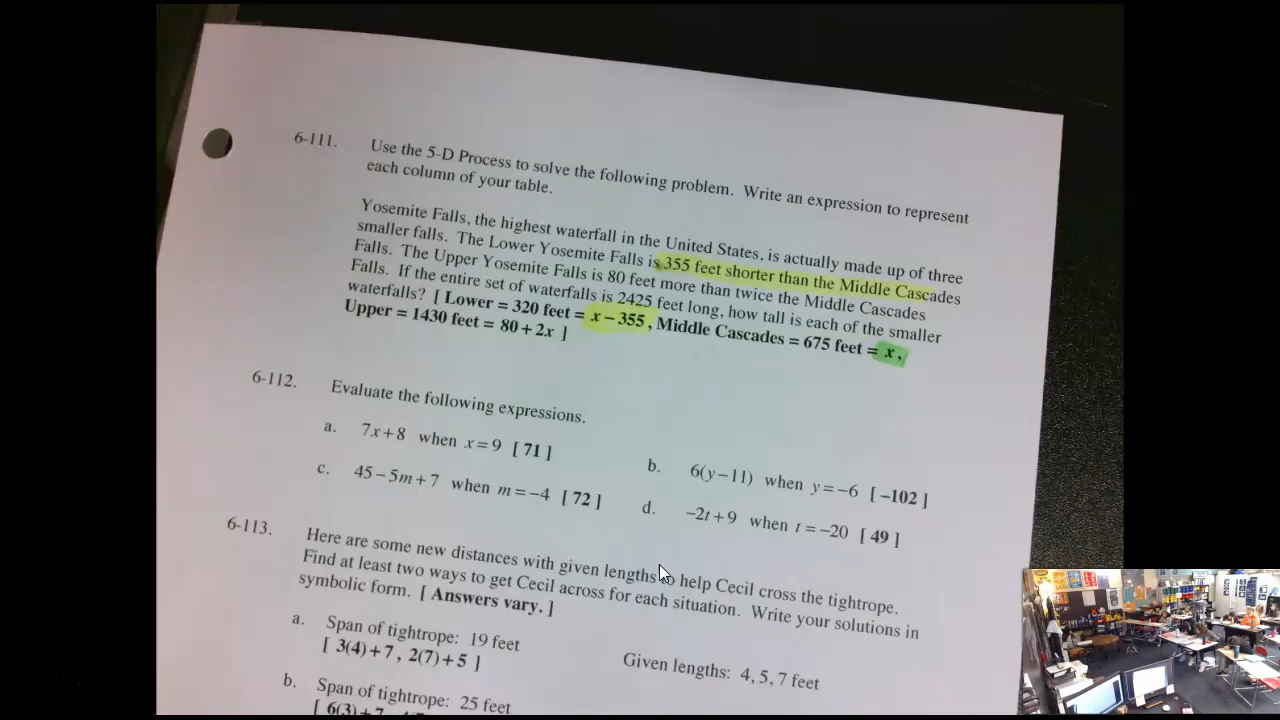 6-111. Use the 5-D Process to solve the following problem. Write an expression to represent
each column of your table.
Yosemite Falls, the highest waterfall in the United States, is actually made up of three
smaller falls. The Lower Yosemite Falls is 355 feet shorter than the Middle Cascades
Falls. The Upper Yosemite Falls is 80 feet more than twice the Middle Cascades
Falls. If the entire set of waterfalls is 2425 feet long, how tall is each of the smaller
waterfalls? [ Lower = 320 feet = x – 355, Middle Cascades = 675 feet = x,
Upper = 1430 feet = 80 + 2x ]
6-112. Evaluate the following expressions.
a. 7x + 8 when x = 9 [ 71 ]
b. 6(y – 11) when y = –6 [ –102 ]
c. 45 – 5m + 7 when m = –4 [ 72 ]
d. –2t + 9 when t = –20 [ 49 ]
6-113. Here are some new distances with given lengths to help Cecil cross the tightrope.
Find at least two ways to get Cecil across for each situation. Write your solutions in
symbolic form. [ Answers vary. ]
a. Span of tightrope: 19 feet
Given lengths: 4, 5, 7 feet
[ 3(4) + 7 , 2(7) + 5 ]
b. Span of tightrope: 25 feet
[ 6(3) + 7